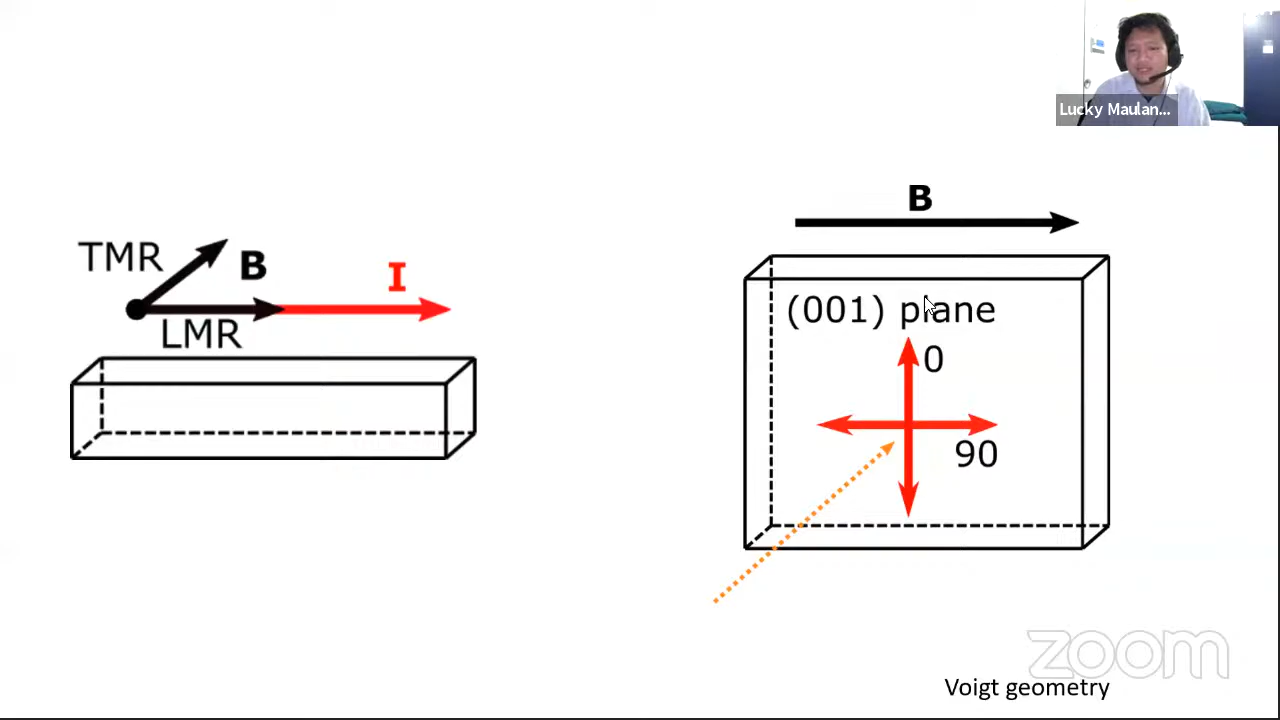 Lucky Maulan...
B
TMR
B
I
LMR
(001) plane
0
90
zoom
Voigt geometry